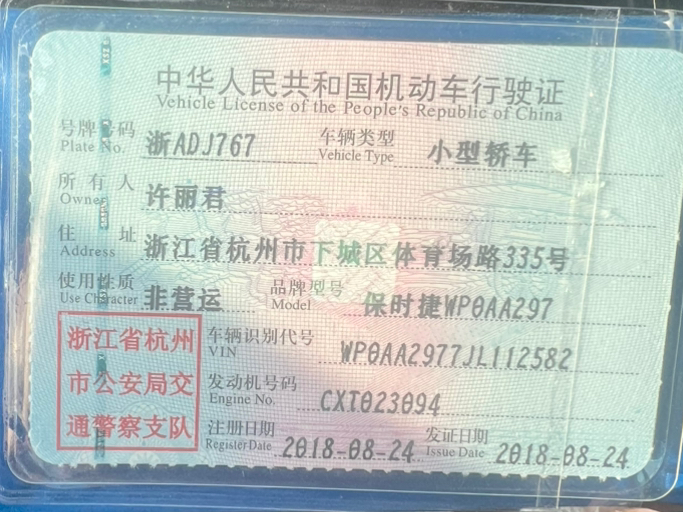 中华人民共和国机动车行驶证
Vehicle License of the People's Republic of China
号牌号码 浙ADJ767 车辆类型 小型轿车
Plate No. Vehicle Type
所有人 许丽君
Owner
住址 浙江省杭州市下城区体育场路335号
Address
使用性质 非营运 品牌型号 保时捷WP0AA297
Use Character Model
浙江省杭州
市公安局交
通警察支队
车辆识别代号 WP0AA2977JL112582
VIN
发动机号码 CXT023094
Engine No.
注册日期 2018-08-24 发证日期 2018-08-24
Register Date Issue Date